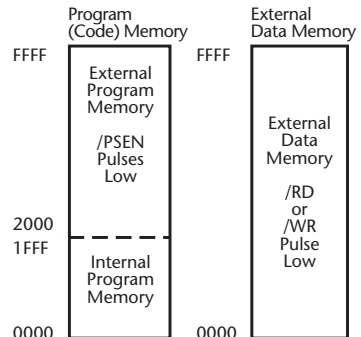 Program
(Code) Memory
FFFF
External
Program
Memory
/PSEN
Pulses
Low
2000
1FFF
Internal
Program
Memory
0000
External
Data Memory
FFFF
External
Data
Memory
/RD
or
/WR
Pulse
Low
0000